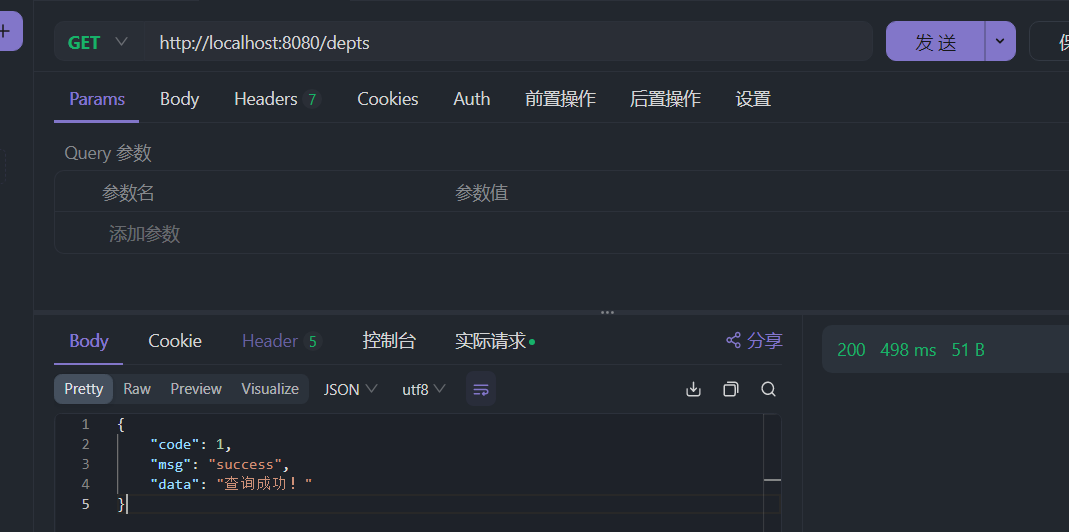 GET http://localhost:8080/depts 发 送
Params Body Headers 7 Cookies Auth 前置操作 后置操作 设置
Query 参数
参数名 参数值
添加参数
Body Cookie Header 5 控制台 实际请求 分享
200 498 ms 51 B
Pretty Raw Preview Visualize JSON utf8
1 {
2 "code": 1,
3 "msg": "success",
4 "data": "查询成功！"
5 }